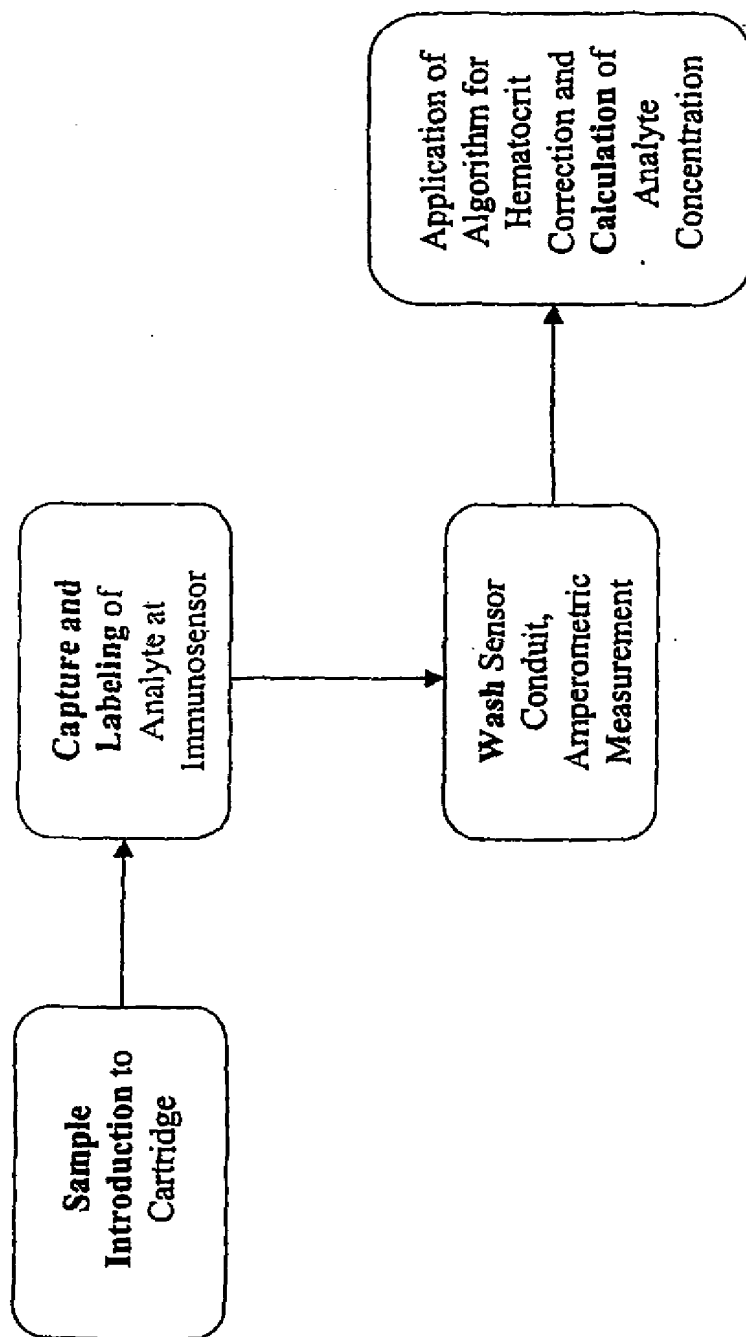 Sample
Introduction to
Cartridge
Capture and
Labeling of
Analyte at
Immunosensor
Wash Sensor
Conduit,
Amperometric
Measurement
Application of
Algorithm for
Hematocrit
Correction and
Calculation of
Analyte
Concentration